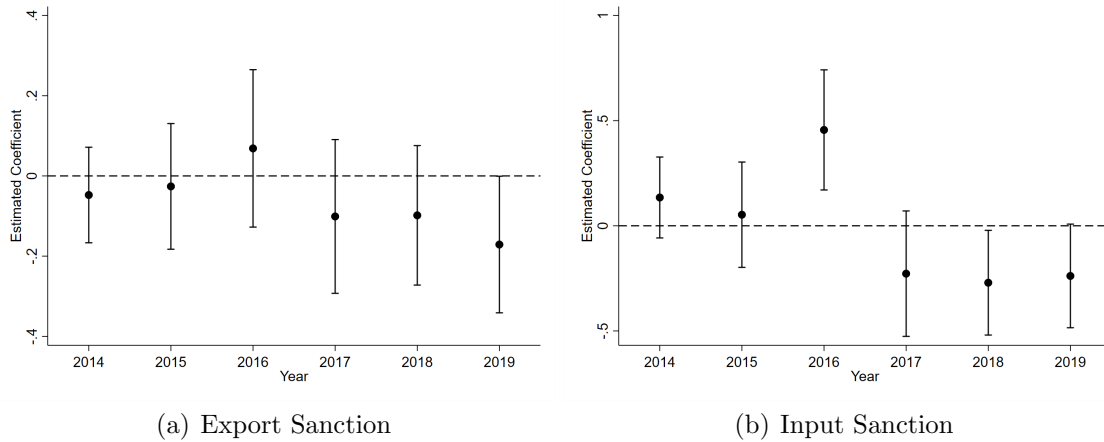 Estimated Coefficient
.4
.2
0
-.2
-.4
2014 2015 2016 2017 2018 2019
Year
(a) Export Sanction
Estimated Coefficient
1
.5
0
-.5
2014 2015 2016 2017 2018 2019
Year
(b) Input Sanction